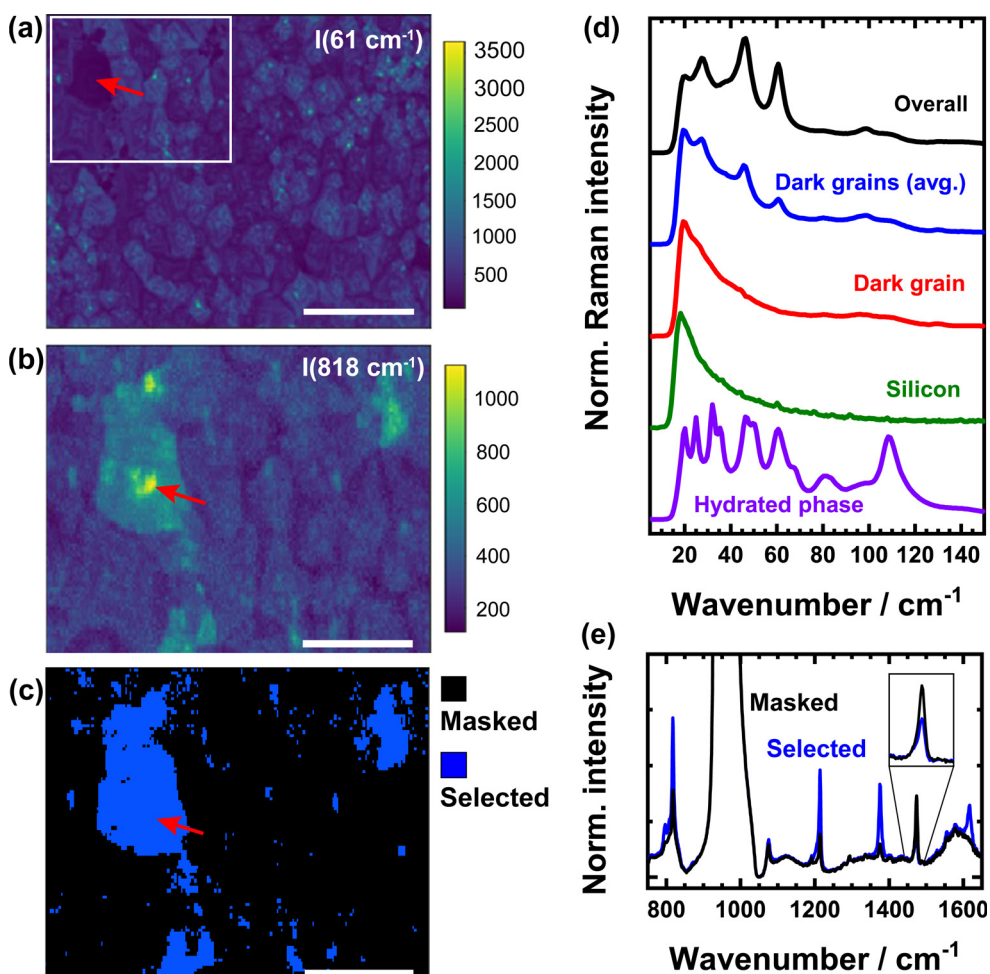 (a)
I(61 cm⁻¹)
3500
3000
2500
2000
1500
1000
500
(b)
I(818 cm⁻¹)
1000
800
600
400
200
(c)
Masked
Selected
(d)
Norm. Raman intensity
Overall
Dark grains (avg.)
Dark grain
Silicon
Hydrated phase
20 40 60 80 100 120 140
Wavenumber / cm⁻¹
(e)
Norm. intensity
Masked
Selected
800 1000 1200 1400 1600
Wavenumber / cm⁻¹